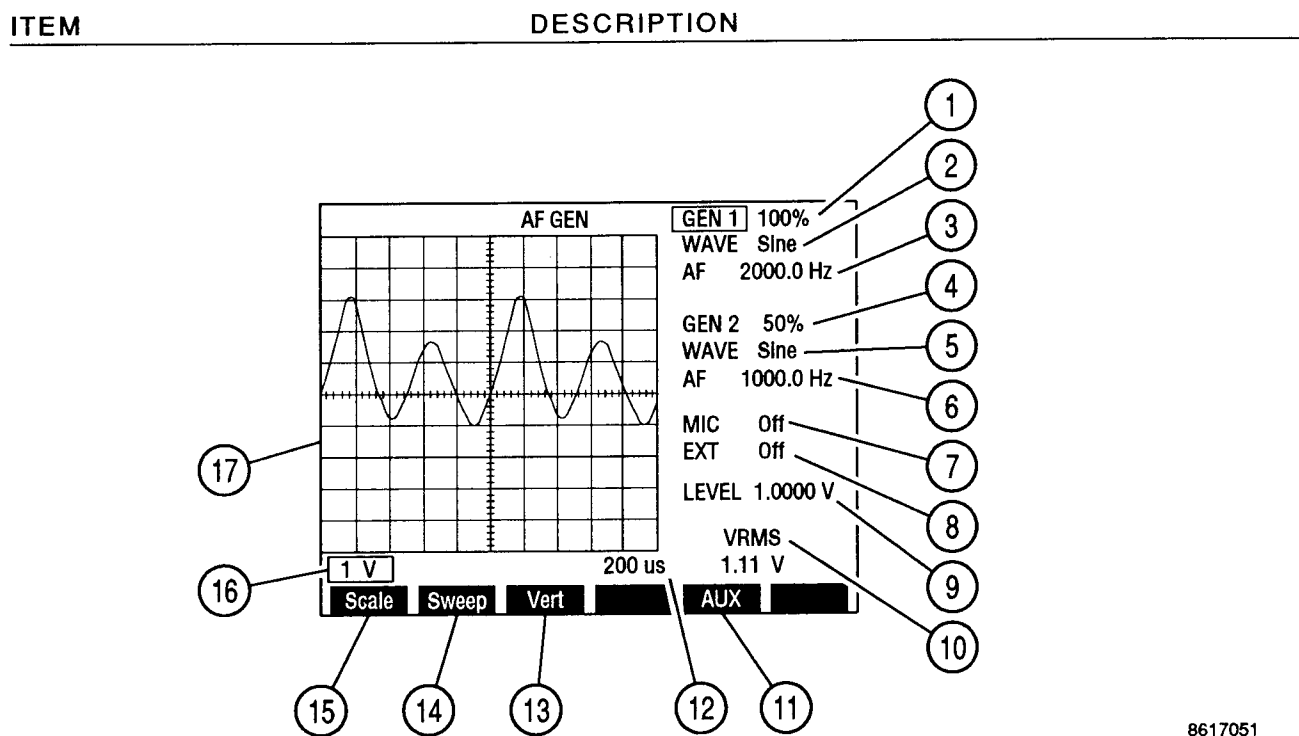 ITEM DESCRIPTION
1
2
3
4
5
6
7
8
9
10
11
12
13
14
15
16
17
AF GEN
GEN 1 100%
WAVE Sine
AF 2000.0 Hz
GEN 2 50%
WAVE Sine
AF 1000.0 Hz
MIC Off
EXT Off
LEVEL 1.0000 V
VRMS
1.11 V
1 V
200 us
Scale Sweep Vert AUX
8617051